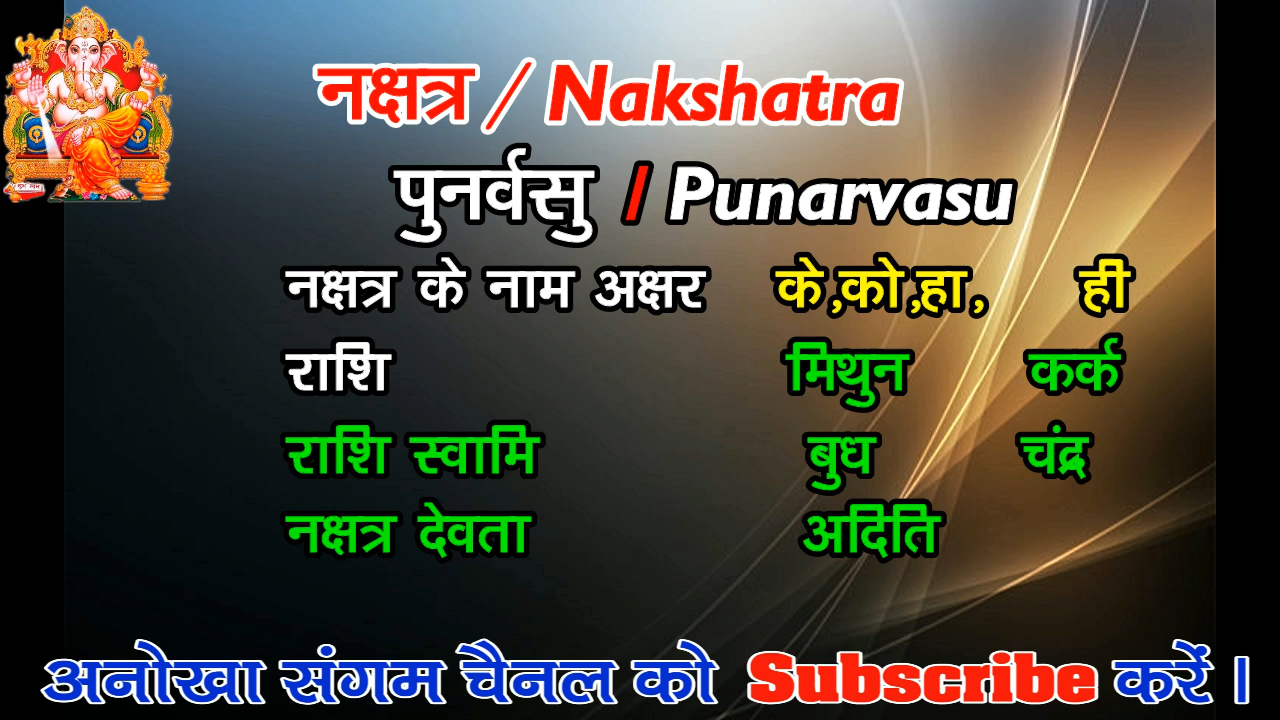 नक्षत्र / Nakshatra
पुनर्वसु / Punarvasu
नक्षत्र के नाम अक्षर के,को,हा, ही
राशि मिथुन कर्क
राशि स्वामि बुध चंद्र
नक्षत्र देवता अदिति
अनोखा संगम चैनल को Subscribe करें ।